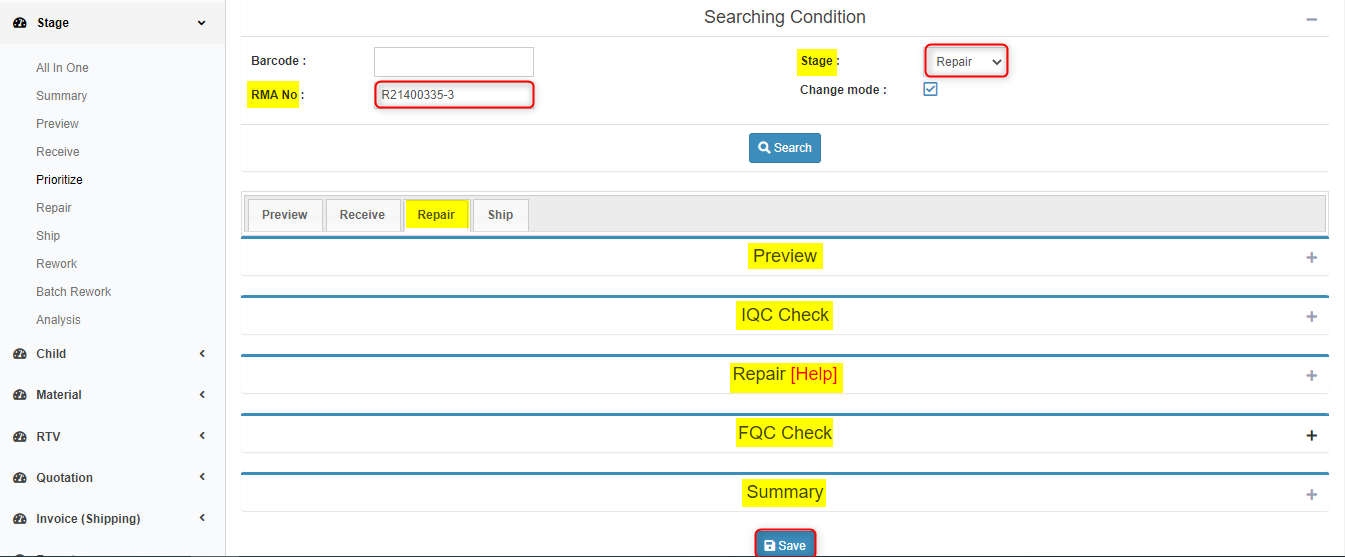 Stage
All In One
Summary
Preview
Receive
Prioritize
Repair
Ship
Rework
Batch Rework
Analysis
Child
Material
RTV
Quotation
Invoice (Shipping)
Searching Condition
Barcode :
Stage : Repair
RMA No : R21400335-3
Change mode :
Search
Preview Receive Repair Ship
Preview
IQC Check
Repair [Help]
FQC Check
Summary
Save